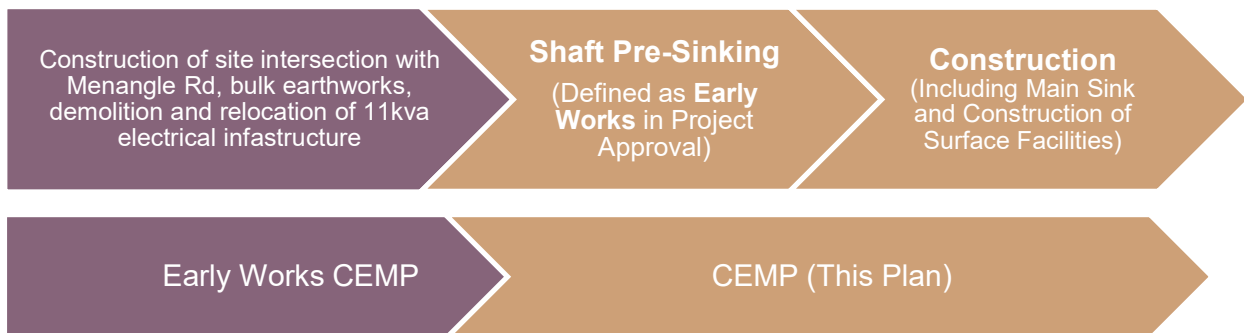 Construction of site intersection with
Menangle Rd, bulk earthworks,
demolition and relocation of 11kva
electrical infastructure
Shaft Pre-Sinking
(Defined as Early
Works in Project
Approval)
Construction
(Including Main Sink
and Construction of
Surface Facilities)
Early Works CEMP
CEMP (This Plan)